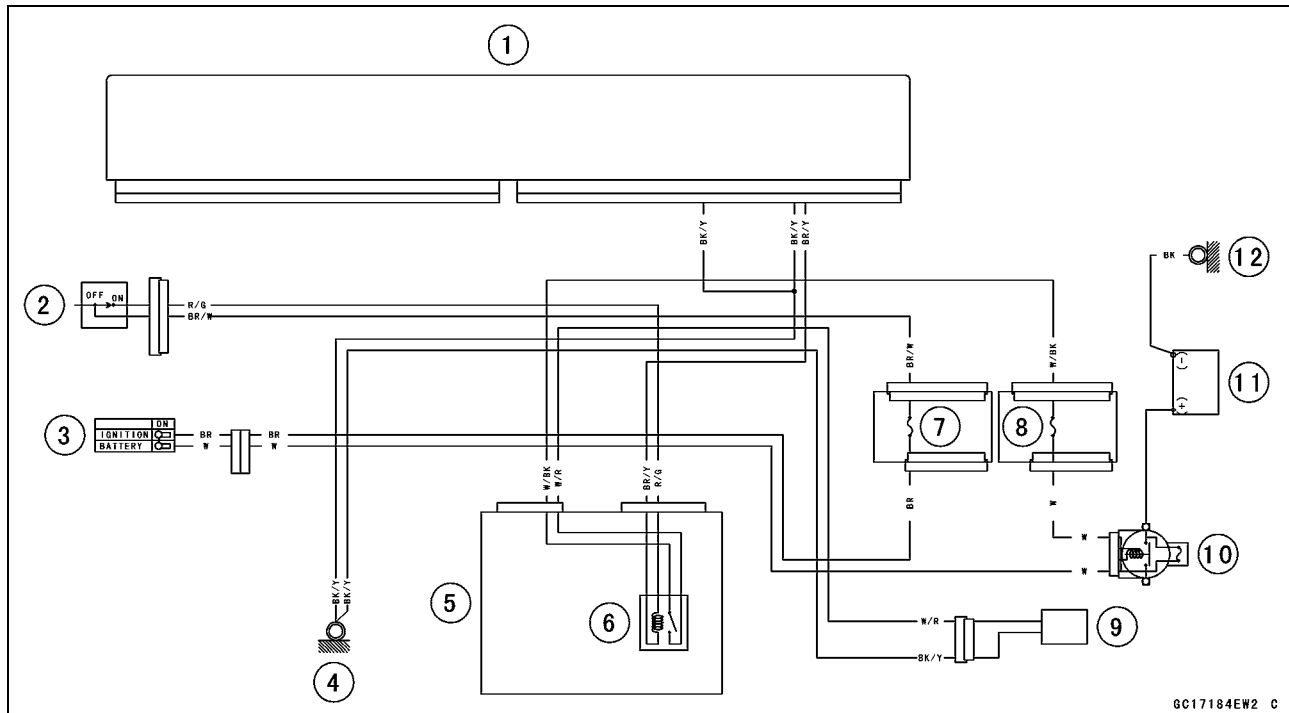 1
BK/Y
BK/Y
BR/Y
BK
12
2
OFF ON
R/G
BR/W
BR/W
W/BK
(-)
(+)
11
3
ON
IGNITION
BATTERY
BR
W
BR
W
7
8
W/BK
W/R
BR/Y
R/G
BR
W
W
W
10
BK/Y
BK/Y
4
5
6
W/R
BK/Y
9
GC17184EW2 C